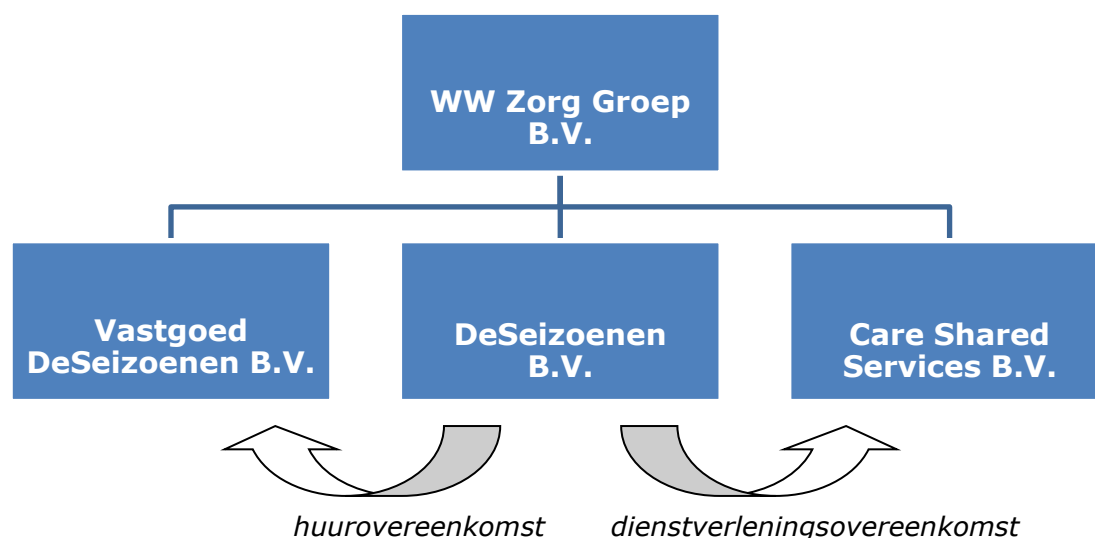 WW Zorg Groep
B.V.
Vastgoed
DeSeizoenen B.V.
DeSeizoenen
B.V.
Care Shared
Services B.V.
huurovereenkomst
dienstverleningsovereenkomst